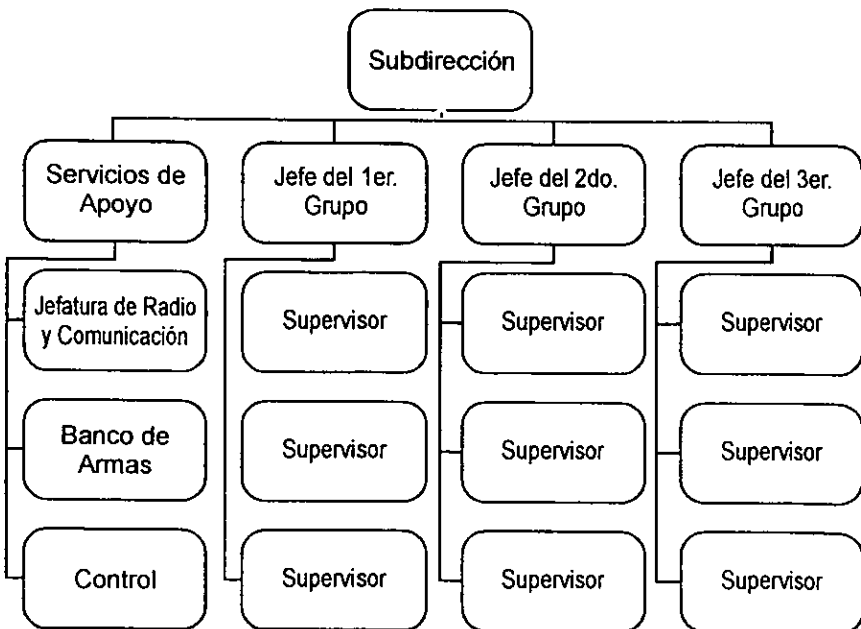 Subdirección
Servicios de
Apoyo
Jefe del 1er.
Grupo
Jefe del 2do.
Grupo
Jefe del 3er.
Grupo
Jefatura de Radio
y Comunicación
Supervisor
Supervisor
Supervisor
Banco de
Armas
Supervisor
Supervisor
Supervisor
Control
Supervisor
Supervisor
Supervisor